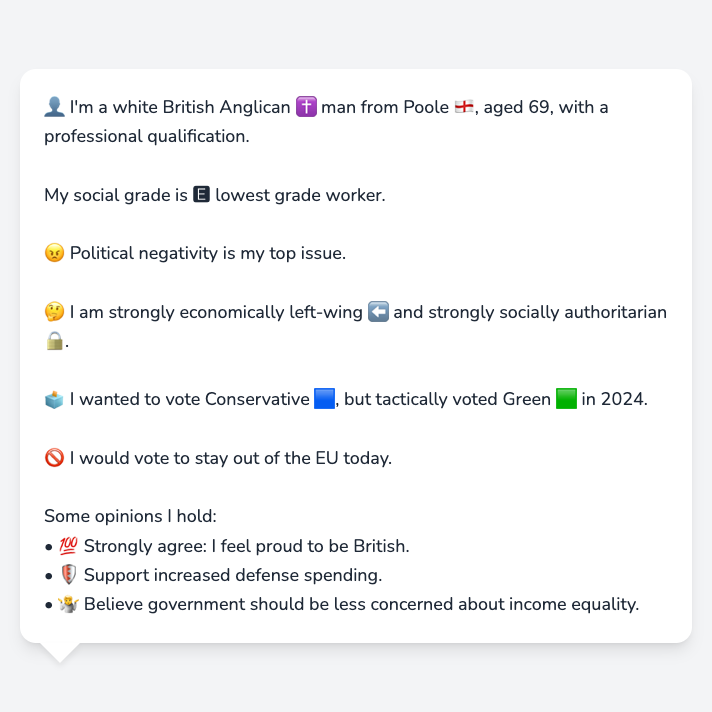 👤 I'm a white British Anglican ✝️ man from Poole 🏴󠁧󠁢󠁥󠁮󠁧󠁿, aged 69, with a
professional qualification.
My social grade is 🅴 lowest grade worker.
😠 Political negativity is my top issue.
🤔 I am strongly economically left-wing ⬅️ and strongly socially authoritarian
🔒.
🗳️ I wanted to vote Conservative 🟦, but tactically voted Green 🟩 in 2024.
🚫 I would vote to stay out of the EU today.
Some opinions I hold:
• 💯 Strongly agree: I feel proud to be British.
• 🛡️ Support increased defense spending.
• 🤷 Believe government should be less concerned about income equality.